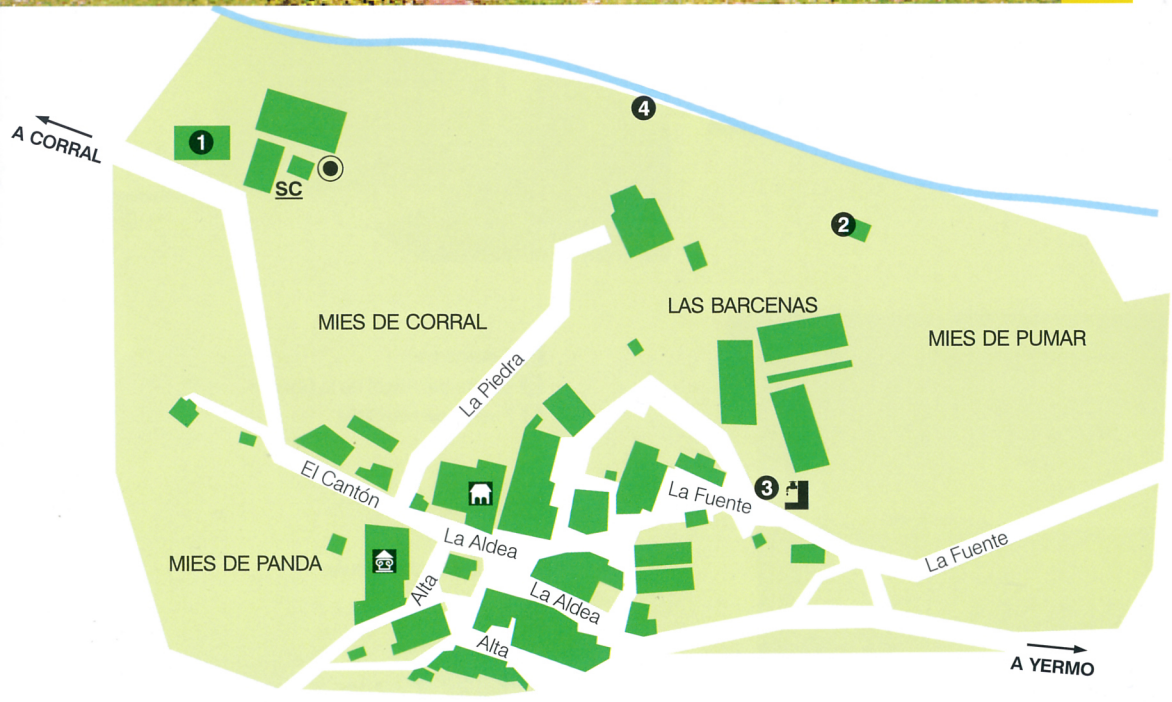 4
A CORRAL
1
SC
2
LAS BARCENAS
MIES DE CORRAL
MIES DE PUMAR
La Piedra
El Cantón
3
La Fuente
La Aldea
La Fuente
MIES DE PANDA
Alta
La Aldea
Alta
A YERMO